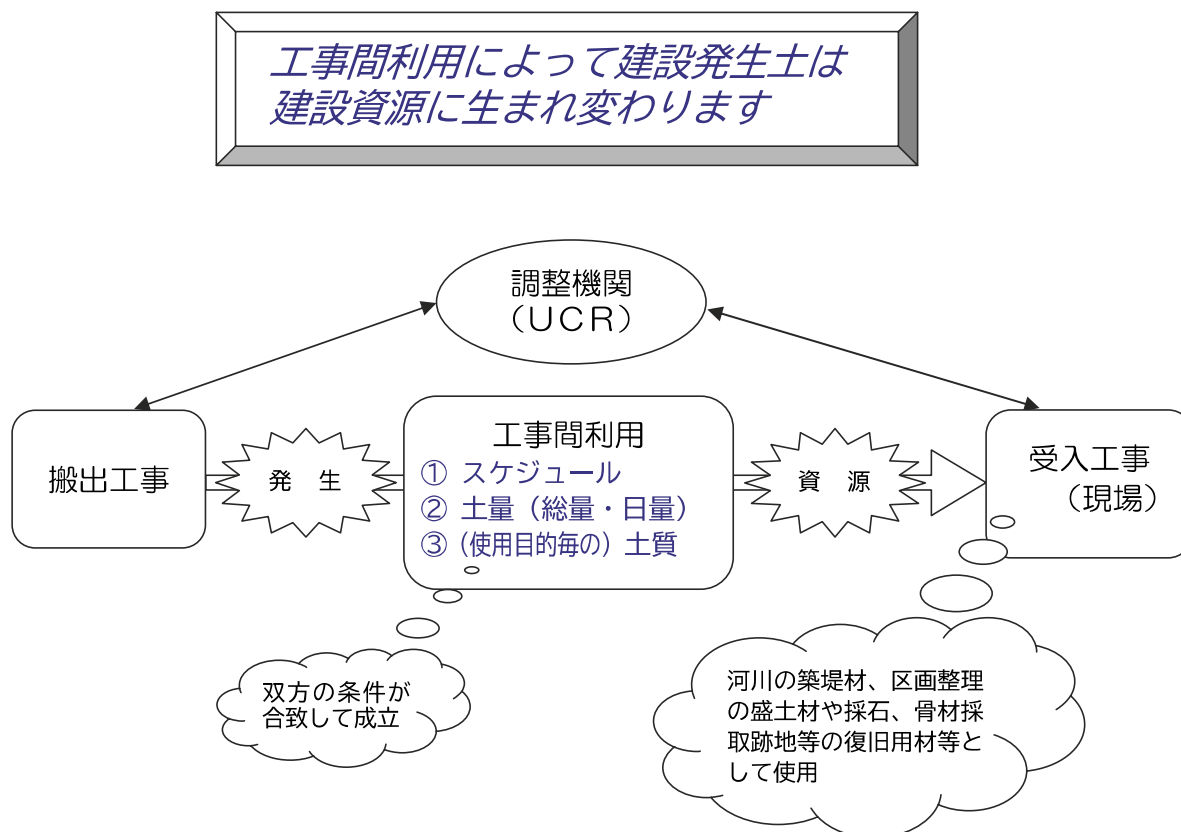 工事間利用によって建設発生土は
建設資源に生まれ変わります
調整機関
（ＵＣＲ）
搬出工事
発　生
工事間利用
① スケジュール
② 土量（総量・日量）
③（使用目的毎の）土質
資　源
受入工事
（現場）
双方の条件が
合致して成立
河川の築堤材、区画整理
の盛土材や採石、骨材採
取跡地等の復旧用材等と
して使用